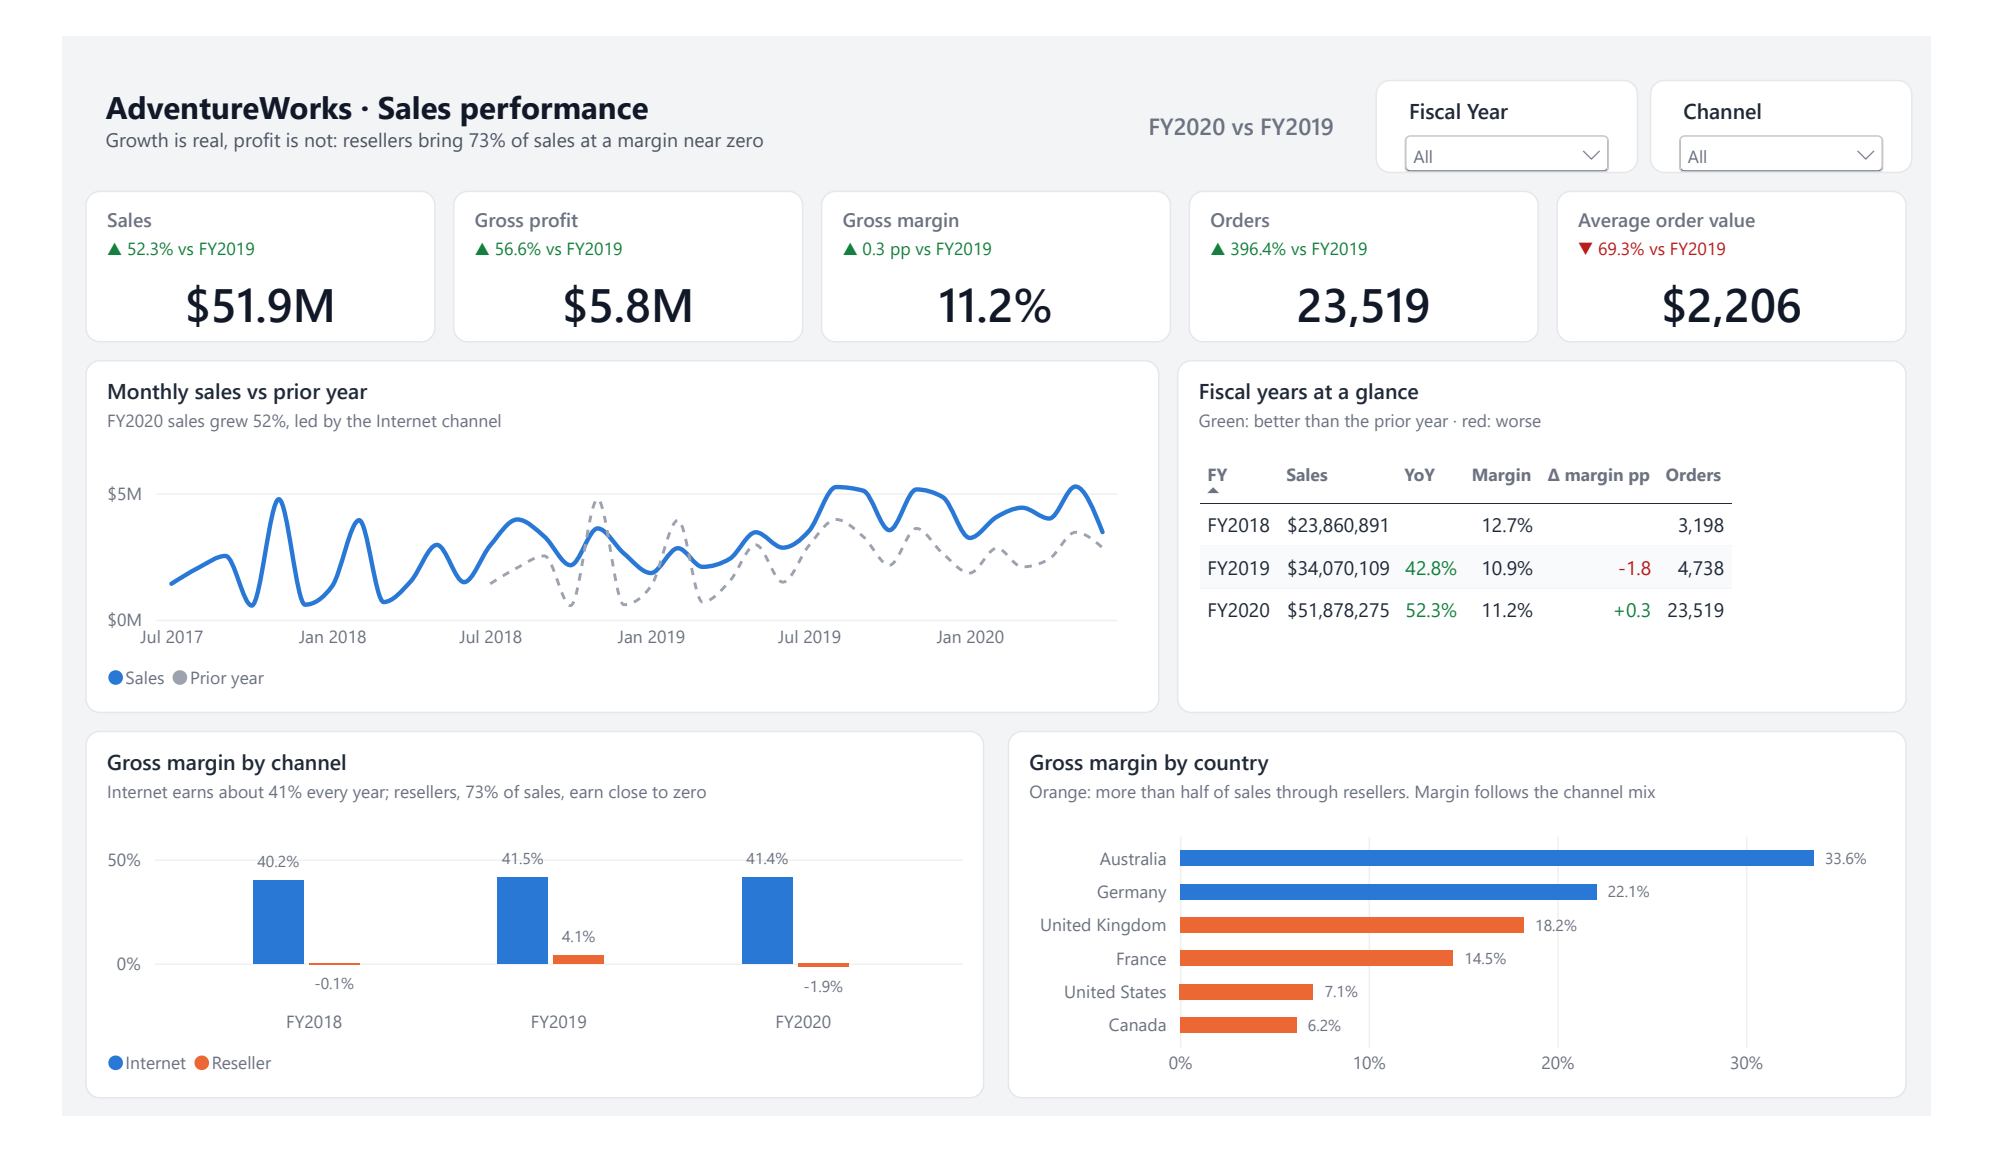 AdventureWorks · Sales performance
Growth is real, profit is not: resellers bring 73% of sales at a margin near zero
FY2020 vs FY2019
Fiscal Year
All
Channel
All
Sales
▲ 52.3% vs FY2019
$51.9M
Gross profit
▲ 56.6% vs FY2019
$5.8M
Gross margin
▲ 0.3 pp vs FY2019
11.2%
Orders
▲ 396.4% vs FY2019
23,519
Average order value
▼ 69.3% vs FY2019
$2,206
Monthly sales vs prior year
FY2020 sales grew 52%, led by the Internet channel
$5M
$0M
Jul 2017 Jan 2018 Jul 2018 Jan 2019 Jul 2019 Jan 2020
Sales Prior year
Fiscal years at a glance
Green: better than the prior year · red: worse
FY Sales YoY Margin Δ margin pp Orders
FY2018 $23,860,891 12.7% 3,198
FY2019 $34,070,109 42.8% 10.9% -1.8 4,738
FY2020 $51,878,275 52.3% 11.2% +0.3 23,519
Gross margin by channel
Internet earns about 41% every year; resellers, 73% of sales, earn close to zero
50%
0%
40.2% 41.5% 41.4%
-0.1% 4.1% -1.9%
FY2018 FY2019 FY2020
Internet Reseller
Gross margin by country
Orange: more than half of sales through resellers. Margin follows the channel mix
Australia 33.6%
Germany 22.1%
United Kingdom 18.2%
France 14.5%
United States 7.1%
Canada 6.2%
0% 10% 20% 30%